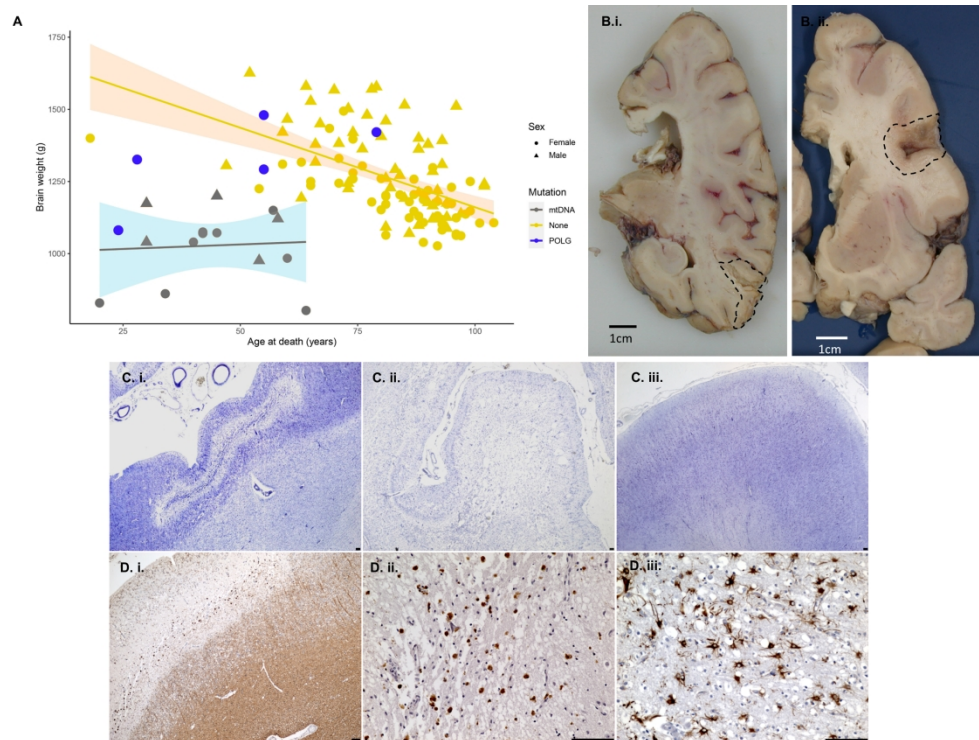 A
1750
1500
1250
1000
Brain weight (g)
25
50
75
100
Age at death (years)
Sex
Female
Male
Mutation
mtDNA
None
POLG
B.i.
1cm
B. ii.
1cm
C. i.
C. ii.
C. iii.
D. i.
D. ii.
D. iii.